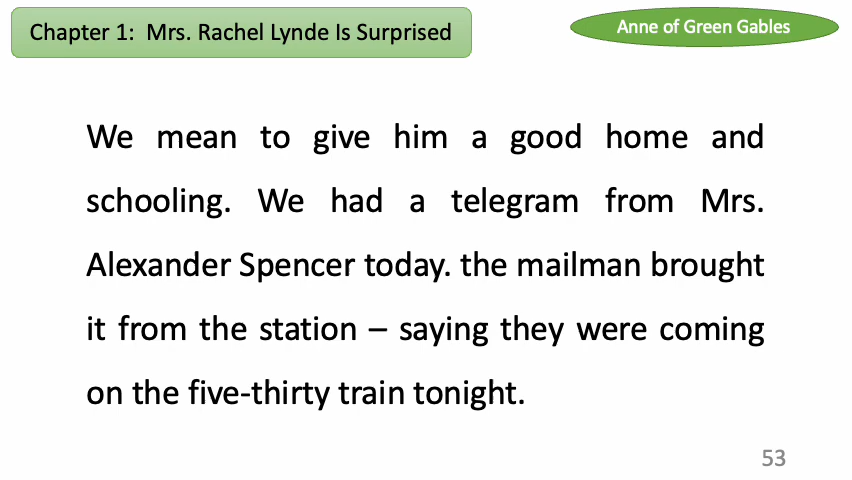 Chapter 1: Mrs. Rachel Lynde Is Surprised
Anne of Green Gables
We mean to give him a good home and
schooling. We had a telegram from Mrs.
Alexander Spencer today. the mailman brought
it from the station – saying they were coming
on the five-thirty train tonight.
53